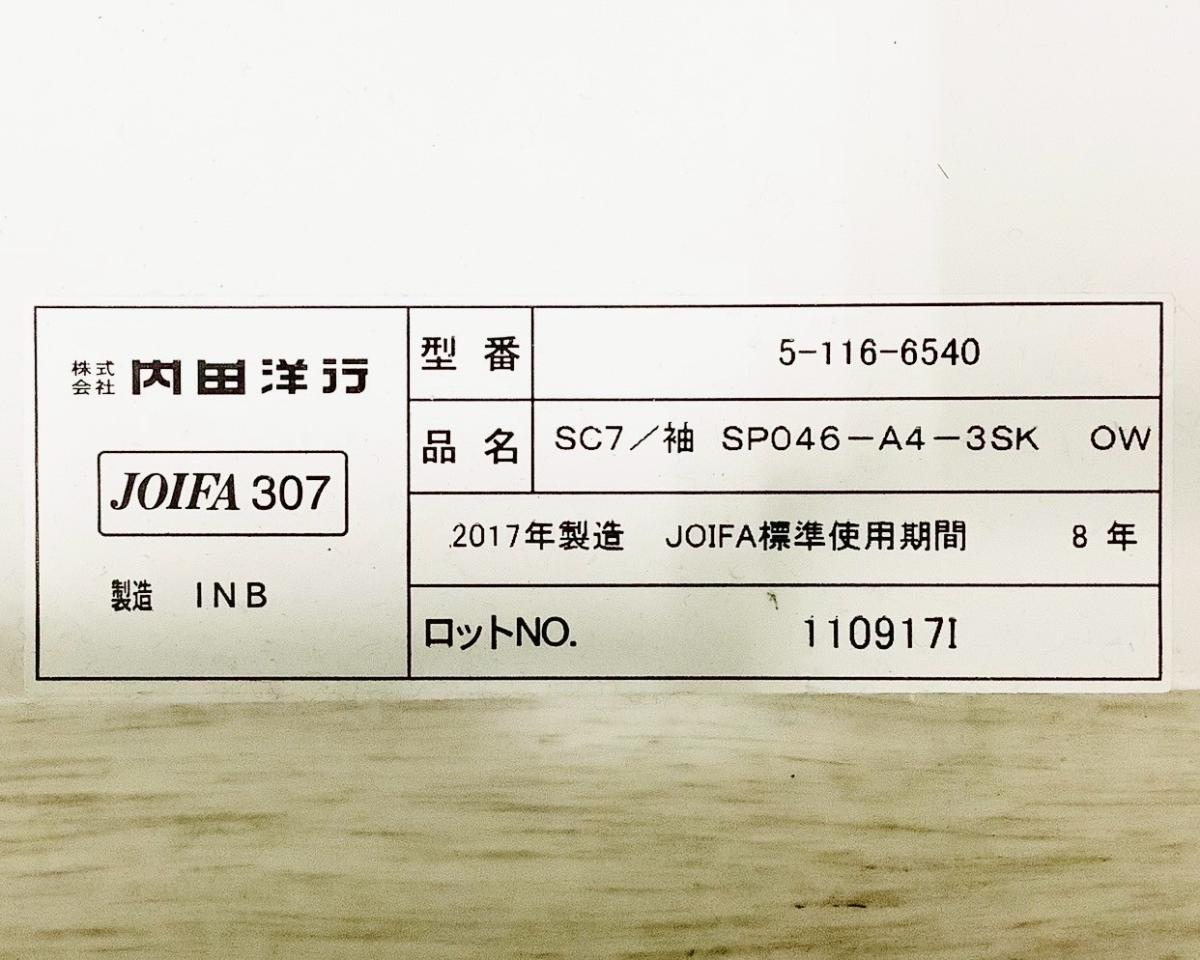 株式会社 内田洋行
JOIFA 307
製造 INB
型番 5-116-6540
品名 SC7／袖 SP046-A4-3SK OW
2017年製造 JOIFA標準使用期間 8年
ロットNO. 110917I